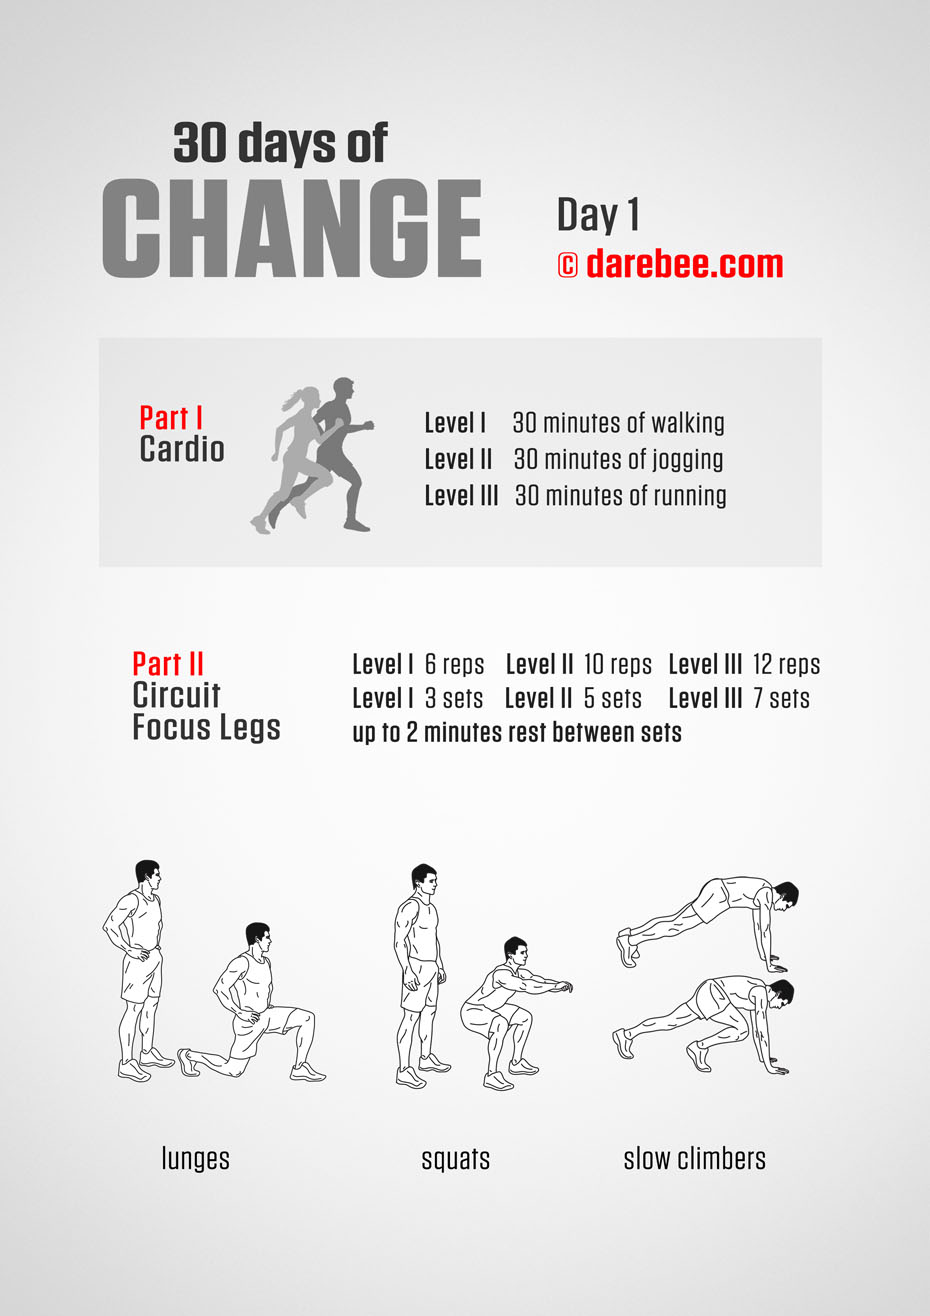 30 days of
CHANGE
Day 1
© darebee.com
Part I
Cardio
Level I 30 minutes of walking
Level II 30 minutes of jogging
Level III 30 minutes of running
Part II
Circuit
Focus Legs
Level I 6 reps Level II 10 reps Level III 12 reps
Level I 3 sets Level II 5 sets Level III 7 sets
up to 2 minutes rest between sets
lunges
squats
slow climbers